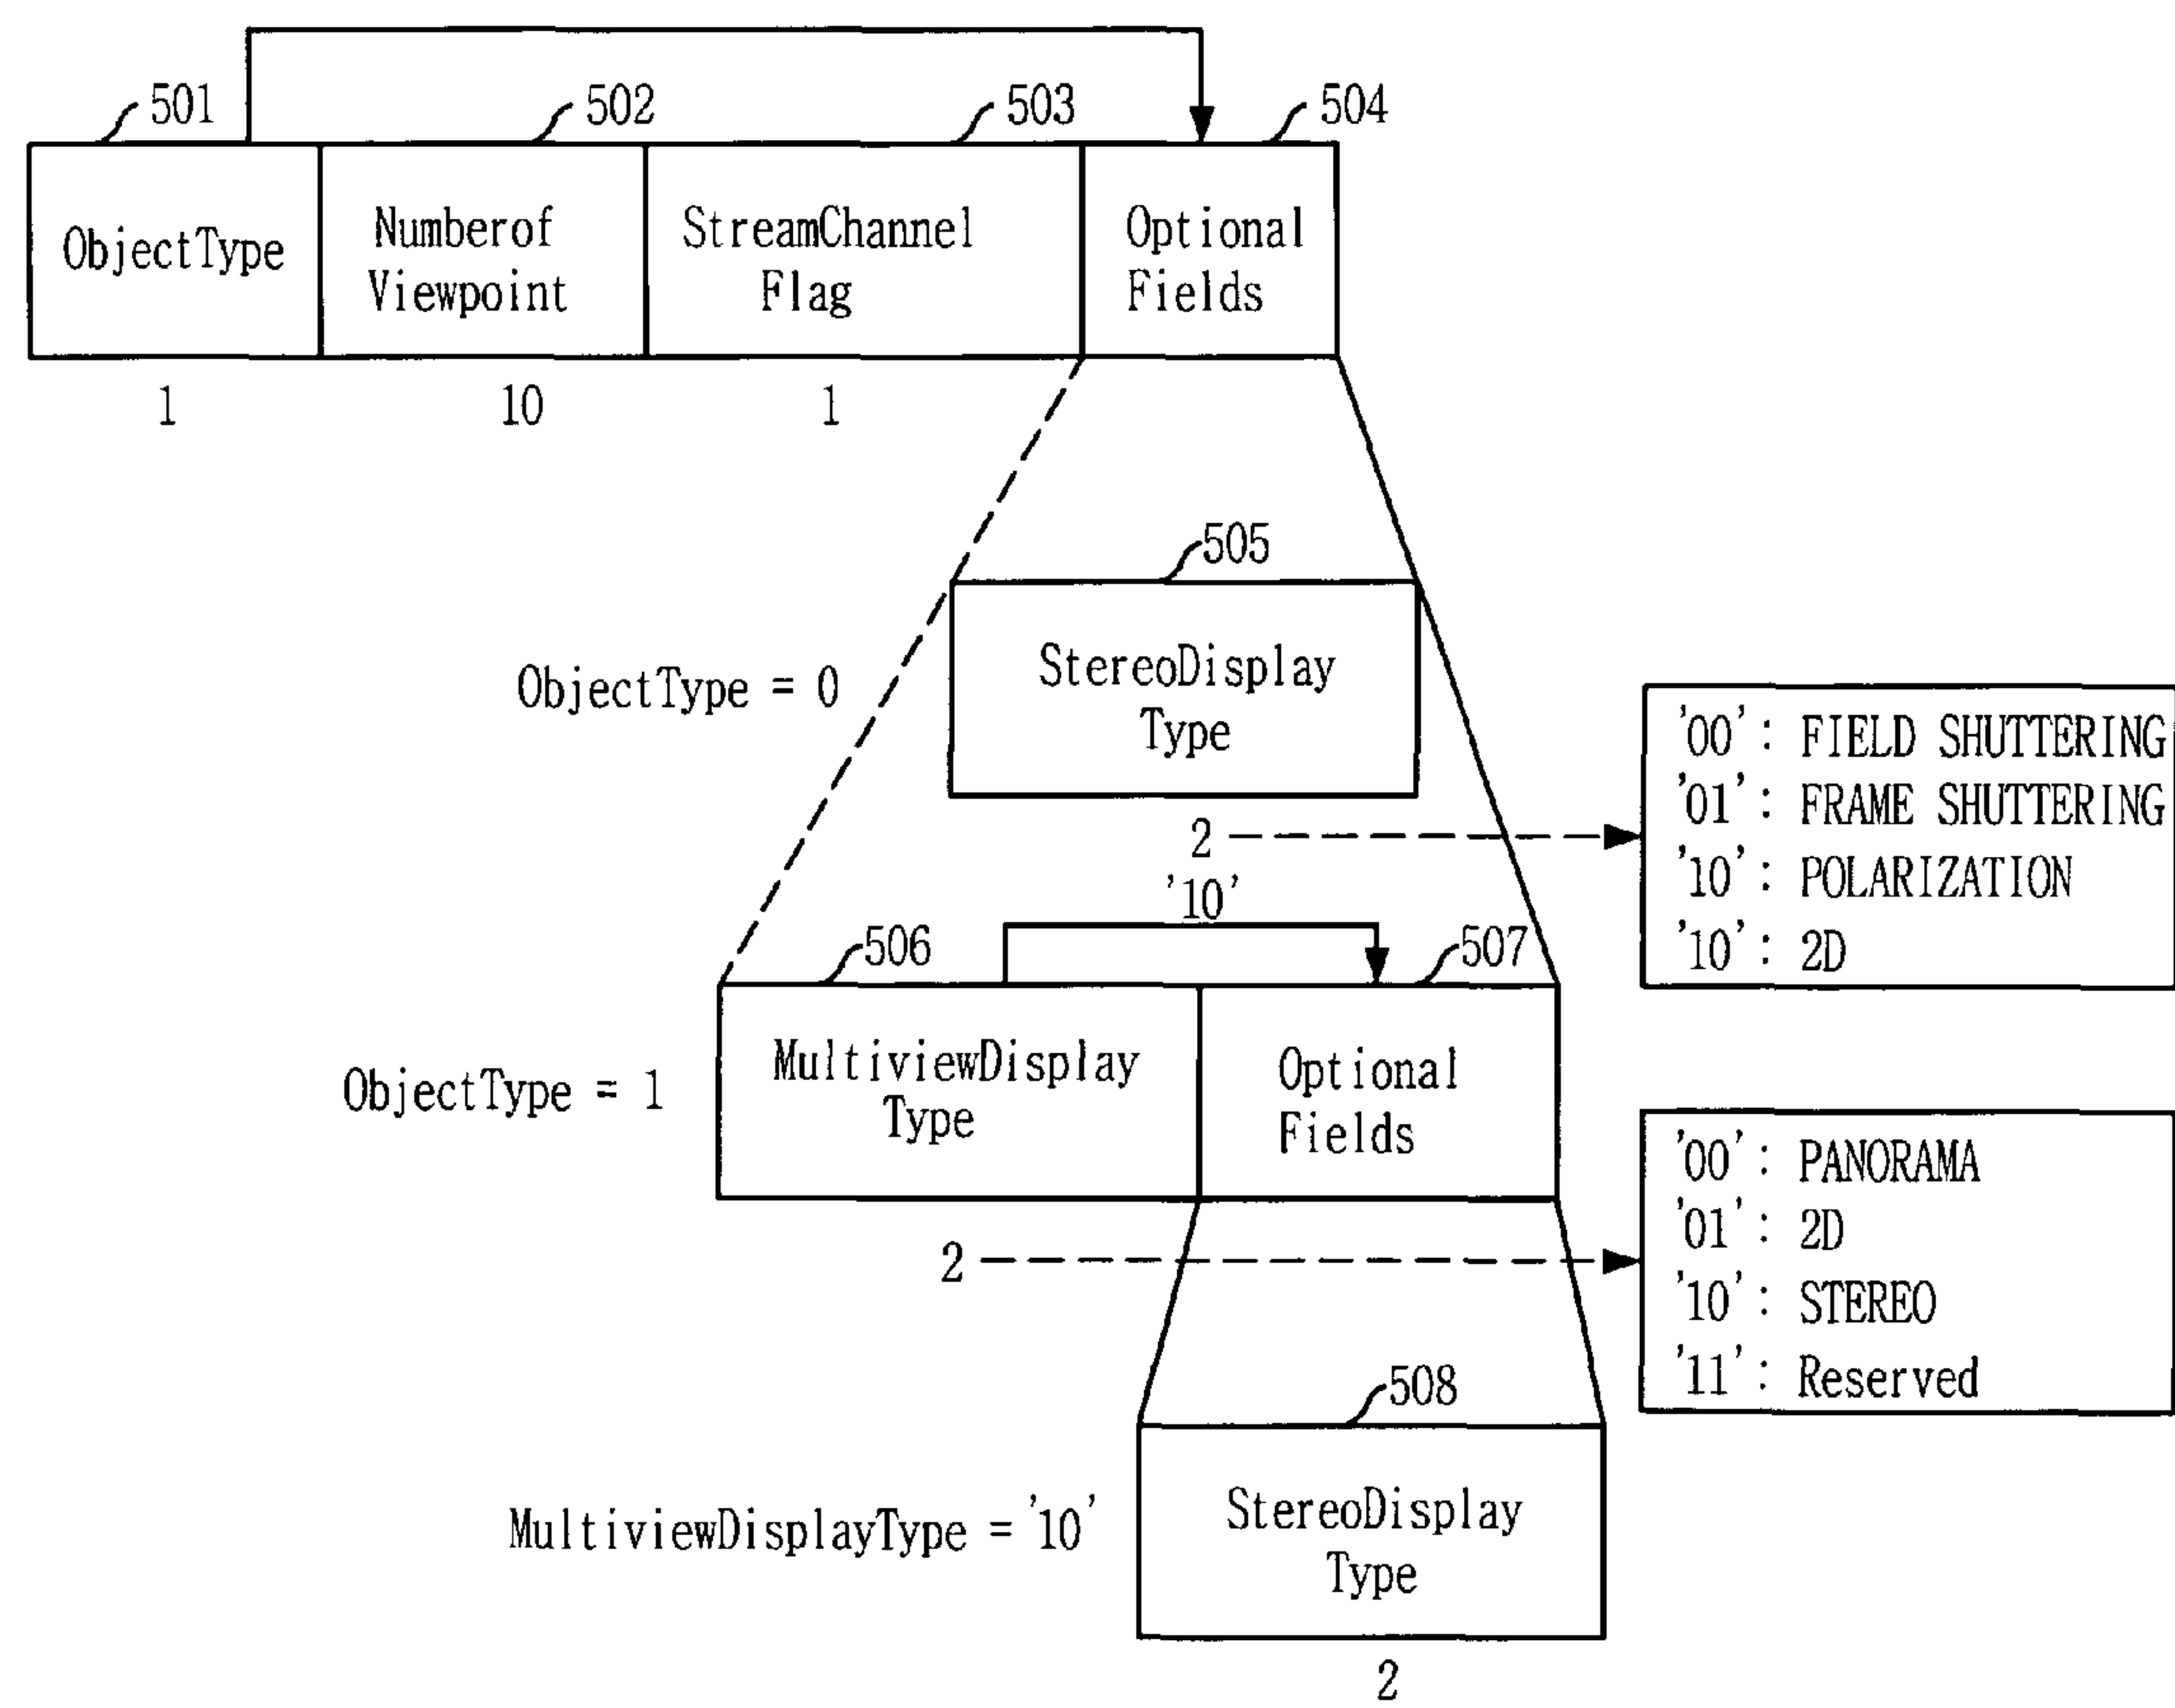 501
502
503
504
ObjectType
Numberof
Viewpoint
StreamChannel
Flag
Optional
Fields
1
10
1
505
ObjectType = 0
StereoDisplay
Type
2
'00': FIELD SHUTTERING
'01': FRAME SHUTTERING
'10': POLARIZATION
'10': 2D
'10'
506
507
ObjectType = 1
MultiviewDisplay
Type
Optional
Fields
2
'00': PANORAMA
'01': 2D
'10': STEREO
'11': Reserved
508
MultiviewDisplayType = '10'
StereoDisplay
Type
2